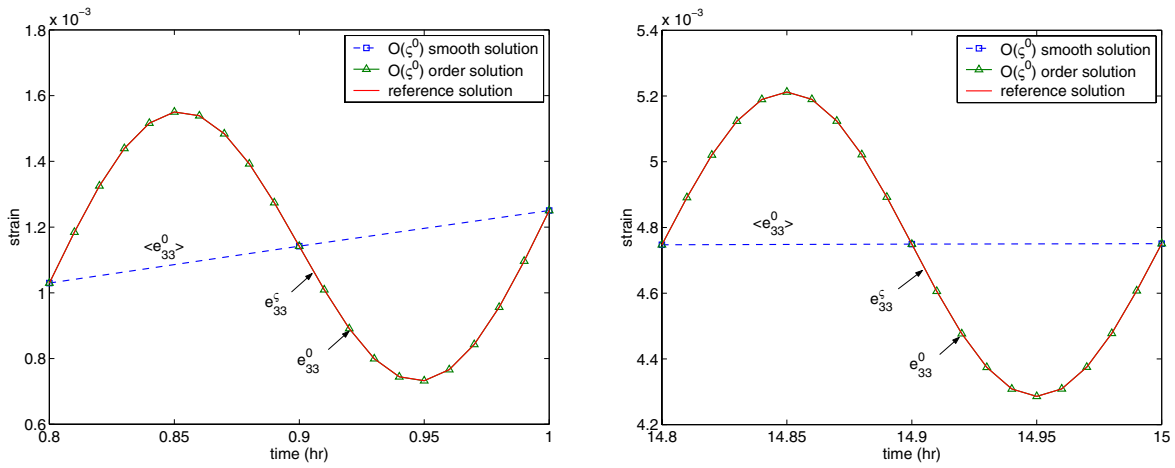 x 10⁻³
1.8
1.6
1.4
1.2
1
0.8
0.6
strain
0.8 0.85 0.9 0.95 1
time (hr)
O(ς⁰) smooth solution
O(ς⁰) order solution
reference solution
<e⁰₃₃>
e₃₃^ς
e⁰₃₃
x 10⁻³
5.4
5.2
5
4.8
4.6
4.4
4.2
strain
14.8 14.85 14.9 14.95 15
time (hr)
O(ς⁰) smooth solution
O(ς⁰) order solution
reference solution
<e⁰₃₃>
e₃₃^ς
e⁰₃₃